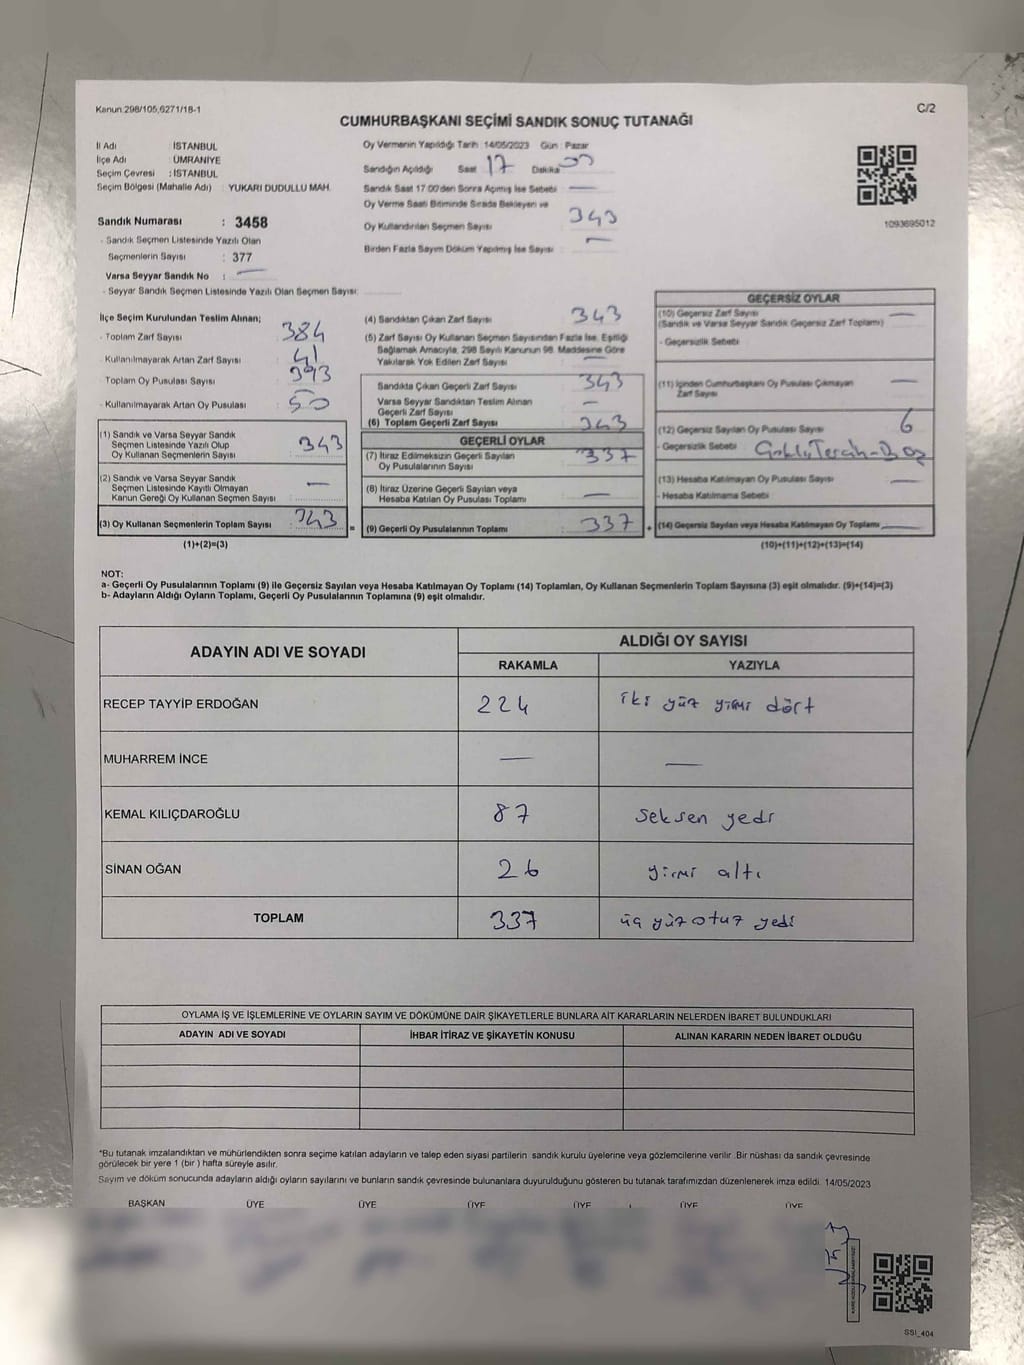 Kanun:298/105,6271/18-1
C/2
CUMHURBAŞKANI SEÇİMİ SANDIK SONUÇ TUTANAĞI
İl Adı : İSTANBUL
İlçe Adı : ÜMRANİYE
Seçim Çevresi : İSTANBUL
Seçim Bölgesi (Mahalle Adı) : YUKARI DUDULLU MAH.
Sandık Numarası : 3458
- Sandık Seçmen Listesinde Yazılı Olan
Seçmenlerin Sayısı : 377
Varsa Seyyar Sandık No : —
- Seyyar Sandık Seçmen Listesinde Yazılı Olan Seçmen Sayısı:
Oy Vermenin Yapıldığı Tarih: 14/05/2023 Gün : Pazar
Sandığın Açıldığı Saat 17 Dakika
Sandık Saat 17:00'den Sonra Açılmış İse Sebebi —
Oy Verme Saati Bitiminde Sırada Bekleyen ve
Oy Kullandırılan Seçmen Sayısı : 343
Birden Fazla Sayım Döküm Yapılmış İse Sayısı : —
1093695012
İlçe Seçim Kurulundan Teslim Alınan;
- Toplam Zarf Sayısı : 384
- Kullanılmayarak Artan Zarf Sayısı : 41
- Toplam Oy Pusulası Sayısı : 393
- Kullanılmayarak Artan Oy Pusulası : 50
(1) Sandık ve Varsa Seyyar Sandık
Seçmen Listesinde Yazılı Olup
Oy Kullanan Seçmenlerin Sayısı : 343
(2) Sandık ve Varsa Seyyar Sandık
Seçmen Listesinde Kayıtlı Olmayan
Kanun Gereği Oy Kullanan Seçmen Sayısı : —
(3) Oy Kullanan Seçmenlerin Toplam Sayısı : 343
(1)+(2)=(3)
(4) Sandıktan Çıkan Zarf Sayısı : 343
(5) Zarf Sayısı Oy Kullanan Seçmen Sayısından Fazla İse, Eşitliği
Sağlamak Amacıyla; 298 Sayılı Kanunun 98. Maddesine Göre
Yakılarak Yok Edilen Zarf Sayısı : —
Sandıkta Çıkan Geçerli Zarf Sayısı : 343
Varsa Seyyar Sandıktan Teslim Alınan
Geçerli Zarf Sayısı : —
(6) Toplam Geçerli Zarf Sayısı : 343
GEÇERLİ OYLAR
(7) İtiraz Edilmeksizin Geçerli Sayılan
Oy Pusulalarının Sayısı : 337
(8) İtiraz Üzerine Geçerli Sayılan veya
Hesaba Katılan Oy Pusulası Toplamı : —
= (9) Geçerli Oy Pusulalarının Toplamı : 337 +
GEÇERSİZ OYLAR
(10) Geçersiz Zarf Sayısı : —
(Sandık ve Varsa Seyyar Sandık Geçersiz Zarf Toplamı)
- Geçersizlik Sebebi
(11) İçinden Cumhurbaşkanı Oy Pusulası Çıkmayan
Zarf Sayısı : —
(12) Geçersiz Sayılan Oy Pusulası Sayısı : 6
- Geçersizlik Sebebi
(13) Hesaba Katılmayan Oy Pusulası Sayısı : —
- Hesaba Katılmama Sebebi
(14) Geçersiz Sayılan veya Hesaba Katılmayan Oy Toplamı : —
(10)+(11)+(12)+(13)=(14)
NOT:
a- Geçerli Oy Pusulalarının Toplamı (9) ile Geçersiz Sayılan veya Hesaba Katılmayan Oy Toplamı (14) Toplamları, Oy Kullanan Seçmenlerin Toplam Sayısına (3) eşit olmalıdır. (9)+(14)=(3)
b- Adayların Aldığı Oyların Toplamı, Geçerli Oy Pusulalarının Toplamına (9) eşit olmalıdır.
ADAYIN ADI VE SOYADI
ALDIĞI OY SAYISI
RAKAMLA YAZIYLA
RECEP TAYYİP ERDOĞAN 224 iki yüz yirmi dört
MUHARREM İNCE — —
KEMAL KILIÇDAROĞLU 87 Seksen yedi
SİNAN OĞAN 26 yirmi altı
TOPLAM 337 üç yüz otuz yedi
OYLAMA İŞ VE İŞLEMLERİNE VE OYLARIN SAYIM VE DÖKÜMÜNE DAİR ŞİKAYETLERLE BUNLARA AİT KARARLARIN NELERDEN İBARET BULUNDUKLARI
ADAYIN ADI VE SOYADI İHBAR İTİRAZ VE ŞİKAYETİN KONUSU ALINAN KARARIN NEDEN İBARET OLDUĞU
*Bu tutanak imzalandıktan ve mühürlendikten sonra seçime katılan adayların ve talep eden siyasi partilerin sandık kurulu üyelerine veya gözlemcilerine verilir. Bir nüshası da sandık çevresinde
görülecek bir yere 1 (bir) hafta süreyle asılır.
Sayım ve döküm sonucunda adayların aldığı oyların sayılarını ve bunların sandık çevresinde bulunanlara duyurulduğunu gösteren bu tutanak tarafımızdan düzenlenerek imza edildi. 14/05/2023
BAŞKAN ÜYE ÜYE ÜYE ÜYE ÜYE ÜYE
SSI_404